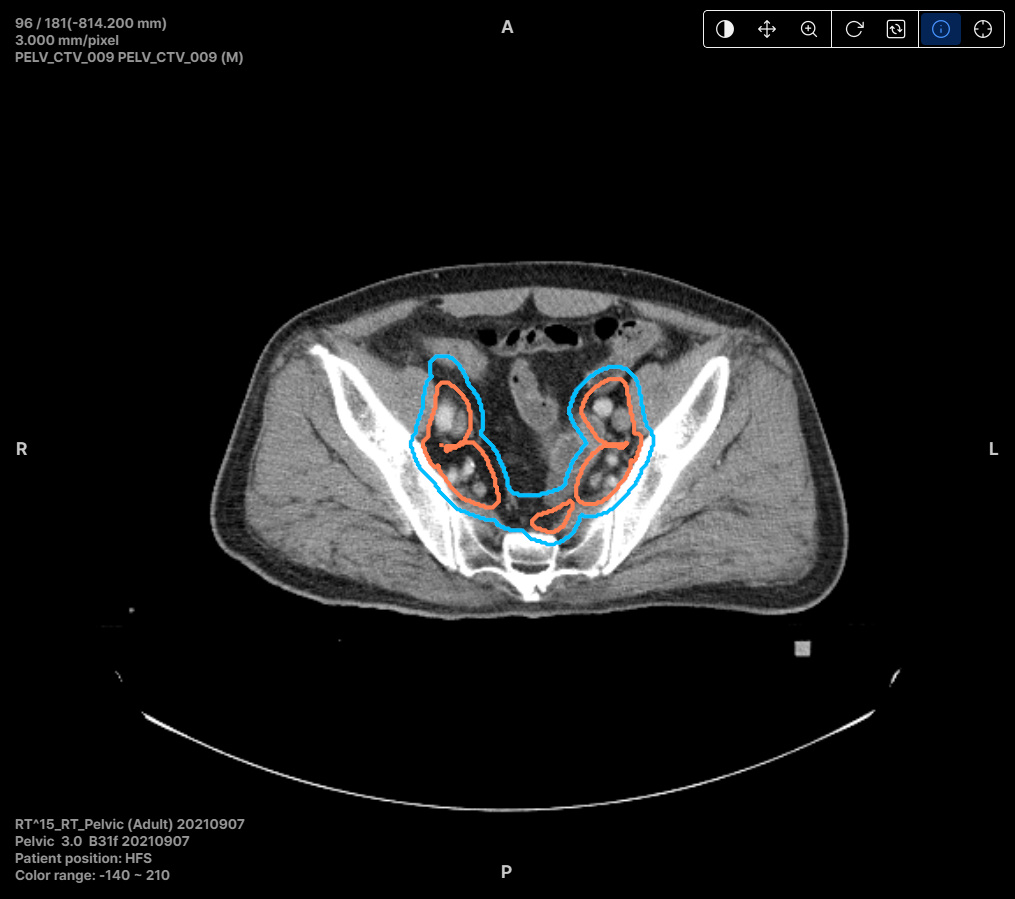 96 / 181(-814.200 mm)
3.000 mm/pixel
PELV_CTV_009 PELV_CTV_009 (M)
A
R
L
RT^15_RT_Pelvic (Adult) 20210907
Pelvic  3.0  B31f 20210907
Patient position: HFS
Color range: -140 ~ 210
P